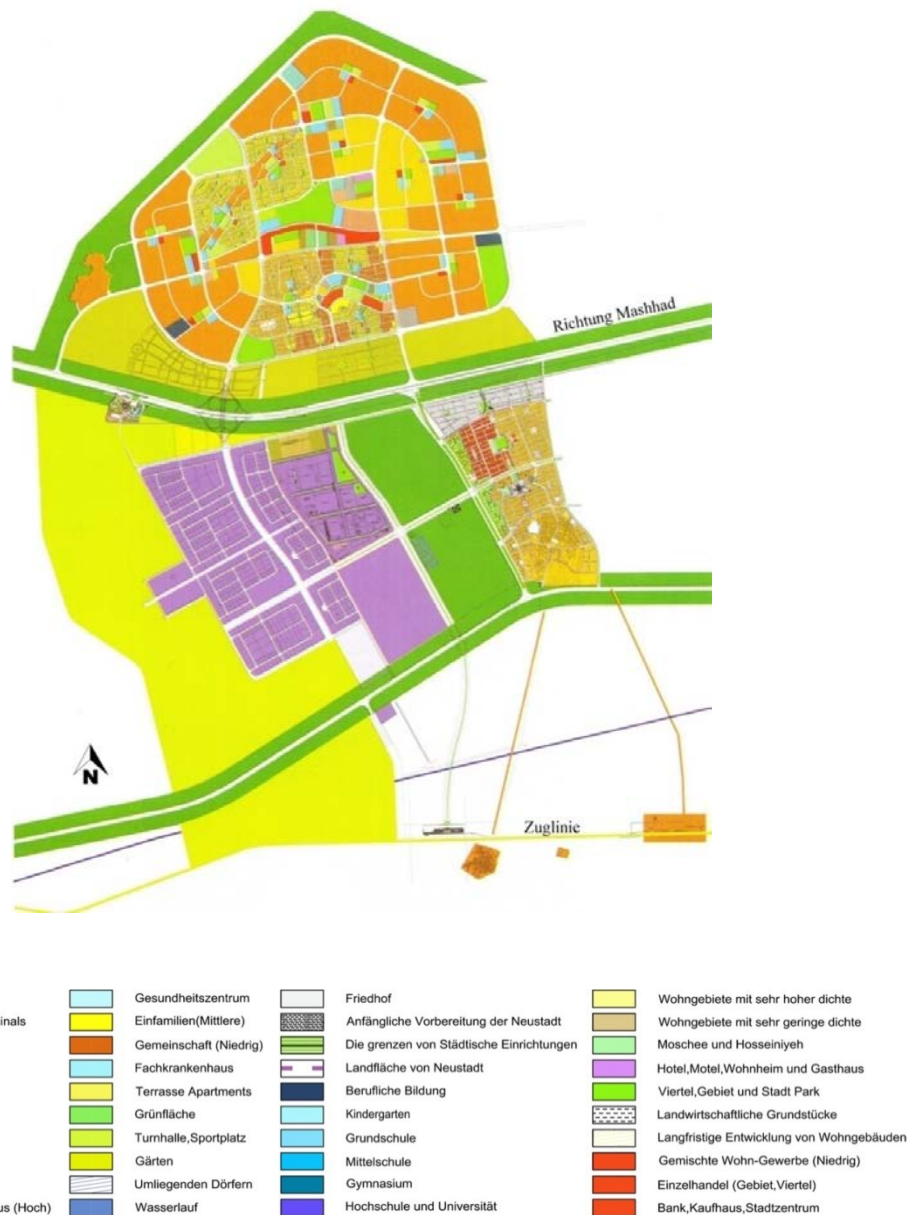 Richtung Mashhad
N
Zuglinie
Gesundheitszentrum
Friedhof
Wohngebiete mit sehr hoher dichte
inals
Einfamilien(Mittlere)
Anfängliche Vorbereitung der Neustadt
Wohngebiete mit sehr geringe dichte
Gemeinschaft (Niedrig)
Die grenzen von Städtische Einrichtungen
Moschee und Hosseiniyeh
Fachkrankenhaus
Landfläche von Neustadt
Hotel,Motel,Wohnheim und Gasthaus
Terrasse Apartments
Berufliche Bildung
Viertel,Gebiet und Stadt Park
Grünfläche
Kindergarten
Landwirtschaftliche Grundstücke
Turnhalle,Sportplatz
Grundschule
Langfristige Entwicklung von Wohngebäuden
Gärten
Mittelschule
Gemischte Wohn-Gewerbe (Niedrig)
Umliegenden Dörfern
Gymnasium
Einzelhandel (Gebiet,Viertel)
us (Hoch)
Wasserlauf
Hochschule und Universität
Bank,Kaufhaus,Stadtzentrum